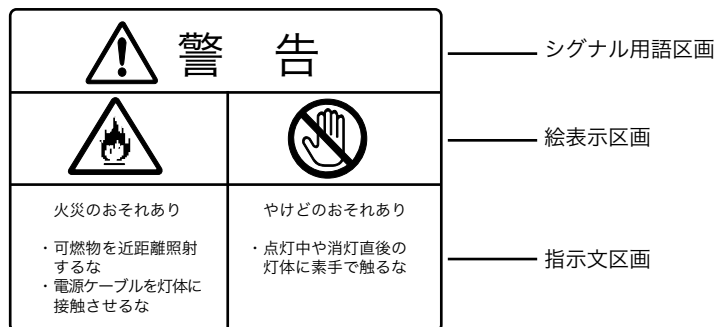 警 告
シグナル用語区画
絵表示区画
火災のおそれあり
・可燃物を近距離照射
するな
・電源ケーブルを灯体に
接触させるな
やけどのおそれあり
・点灯中や消灯直後の
灯体に素手で触るな
指示文区画